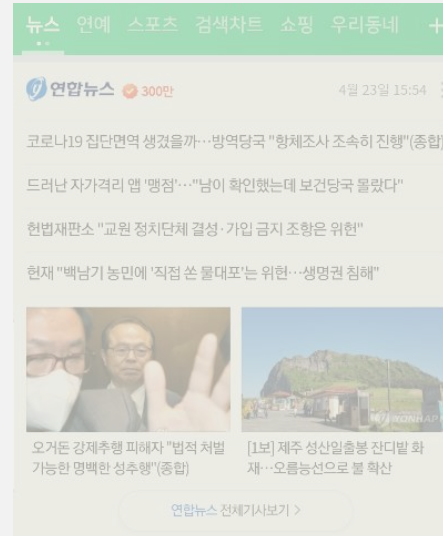 뉴스 연예 스포츠 검색차트 쇼핑 우리동네 +
연합뉴스 300만 4월 23일 15:54
코로나19 집단면역 생겼을까…방역당국 "항체조사 조속히 진행"(종합)
드러난 자가격리 앱 '맹점'…"남이 확인했는데 보건당국 몰랐다"
헌법재판소 "교원 정치단체 결성·가입 금지 조항은 위헌"
헌재 "백남기 농민에 '직접 쏜 물대포'는 위헌…생명권 침해"
오거돈 강제추행 피해자 "법적 처벌
가능한 명백한 성추행"(종합)
[1보] 제주 성산일출봉 잔디밭 화
재…오름능선으로 불 확산
연합뉴스 전체기사보기 >